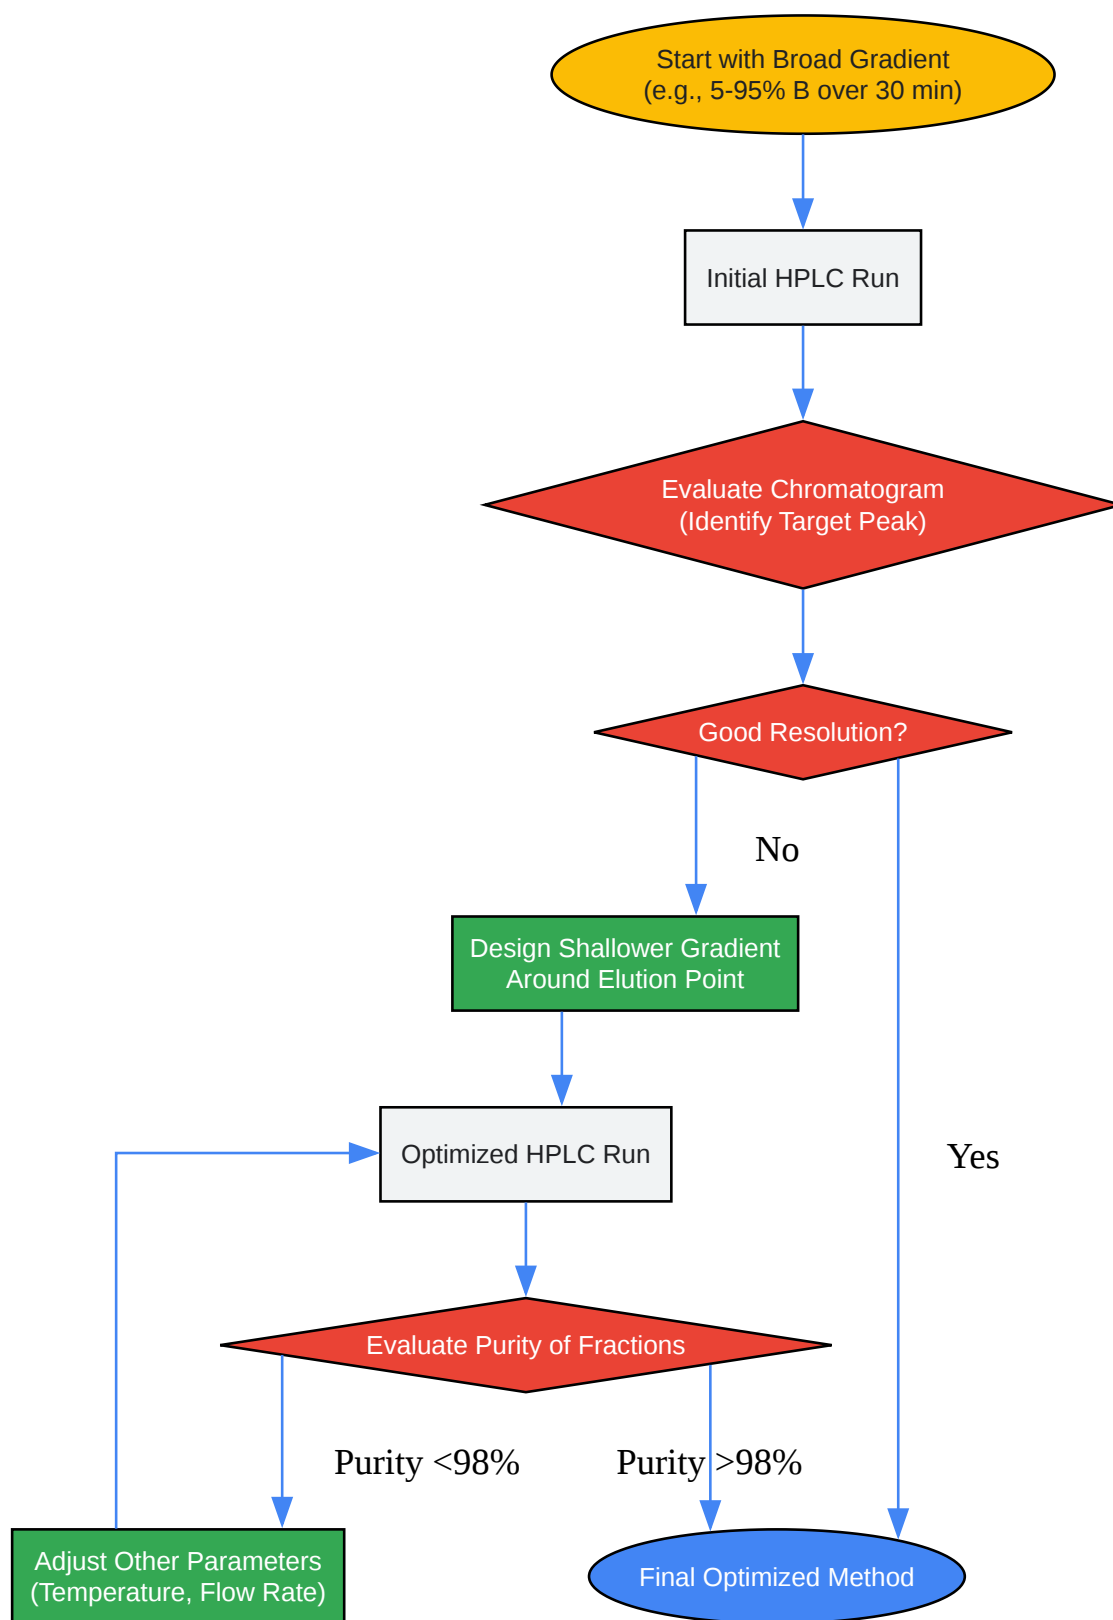 Start with Broad Gradient
(e.g., 5-95% B over 30 min)
Initial HPLC Run
Evaluate Chromatogram
(Identify Target Peak)
Good Resolution?
No
Design Shallower Gradient
Around Elution Point
Optimized HPLC Run
Yes
Evaluate Purity of Fractions
Purity <98%
Purity >98%
Adjust Other Parameters
(Temperature, Flow Rate)
Final Optimized Method